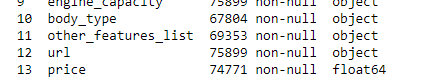 9 engine_capacity 75899 non-null object
10 body_type 67804 non-null object
11 other_features_list 69353 non-null object
12 url 75899 non-null object
13 price 74771 non-null float64